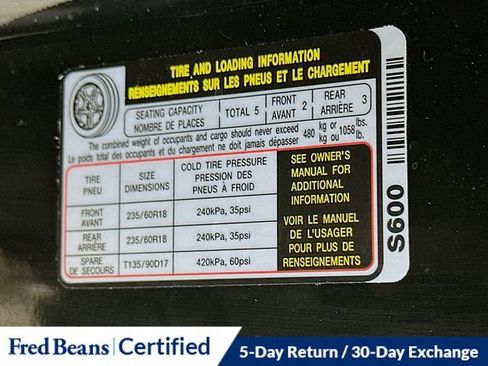 TIRE AND LOADING INFORMATION
RENSEIGNEMENTS SUR LES PNEUS ET LE CHARGEMENT
SEATING CAPACITY
NOMBRE DE PLACES
TOTAL 5
FRONT
AVANT 2
REAR
ARRIÈRE 3
The combined weight of occupants and cargo should never exceed 480 kg or 1058 lbs.
Le poids total des occupants et du chargement ne doit jamais dépasser kg ou lb.
TIRE
PNEU
SIZE
DIMENSIONS
COLD TIRE PRESSURE
PRESSION DES
PNEUS À FROID
FRONT
AVANT
235/60R18
240kPa, 35psi
REAR
ARRIÈRE
235/60R18
240kPa, 35psi
SPARE
DE SECOURS
T135/90D17
420kPa, 60psi
SEE OWNER'S
MANUAL FOR
ADDITIONAL
INFORMATION
VOIR LE MANUEL
DE L'USAGER
POUR PLUS DE
RENSEIGNEMENTS
S600
Fred Beans Certified
5-Day Return / 30-Day Exchange